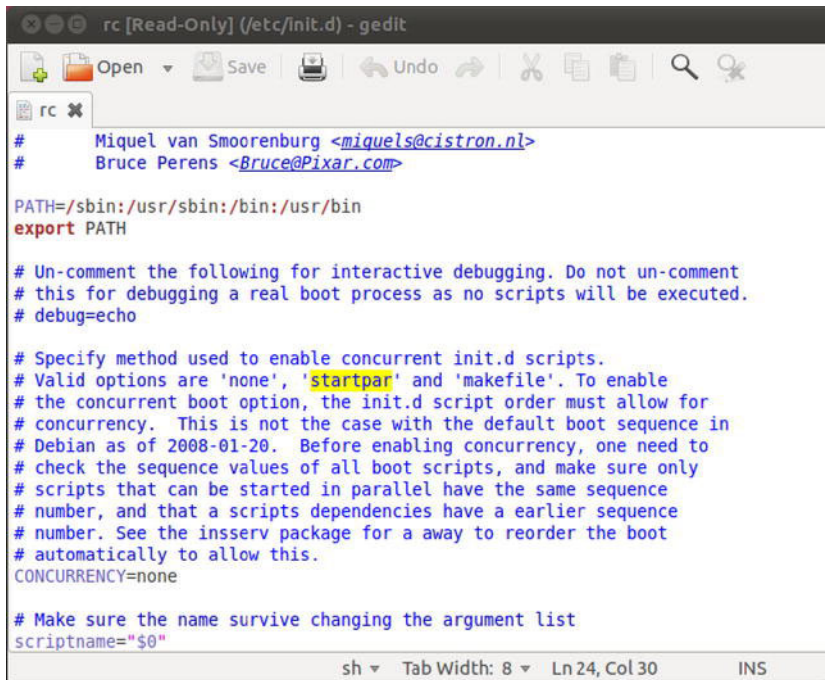 rc [Read-Only] (/etc/init.d) - gedit
Open Save Undo
rc
# Miquel van Smoorenburg <miquels@cistron.nl>
# Bruce Perens <Bruce@Pixar.com>
PATH=/sbin:/usr/sbin:/bin:/usr/bin
export PATH
# Un-comment the following for interactive debugging. Do not un-comment
# this for debugging a real boot process as no scripts will be executed.
# debug=echo
# Specify method used to enable concurrent init.d scripts.
# Valid options are 'none', 'startpar' and 'makefile'. To enable
# the concurrent boot option, the init.d script order must allow for
# concurrency.  This is not the case with the default boot sequence in
# Debian as of 2008-01-20.  Before enabling concurrency, one need to
# check the sequence values of all boot scripts, and make sure only
# scripts that can be started in parallel have the same sequence
# number, and that a scripts dependencies have a earlier sequence
# number. See the insserv package for a away to reorder the boot
# automatically to allow this.
CONCURRENCY=none
# Make sure the name survive changing the argument list
scriptname="$0"
sh Tab Width: 8 Ln 24, Col 30 INS